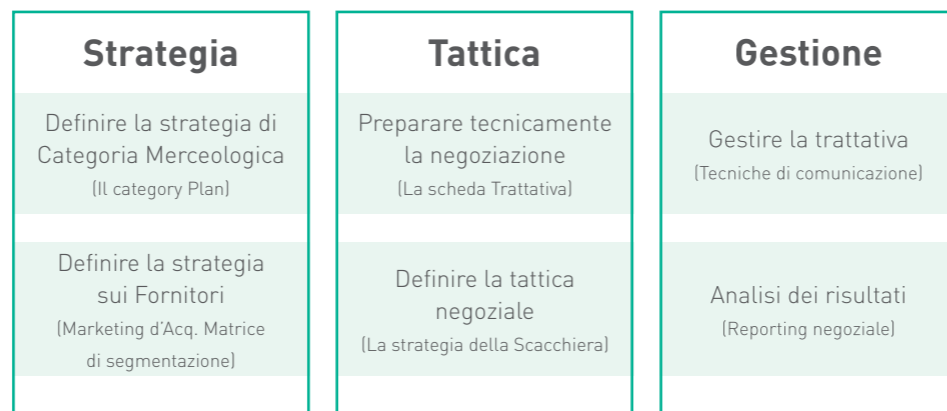 Strategia
Definire la strategia di
Categoria Merceologica
(Il category Plan)
Definire la strategia
sui Fornitori
(Marketing d'Acq. Matrice
di segmentazione)
Tattica
Preparare tecnicamente
la negoziazione
(La scheda Trattativa)
Definire la tattica
negoziale
(La strategia della Scacchiera)
Gestione
Gestire la trattativa
(Tecniche di comunicazione)
Analisi dei risultati
(Reporting negoziale)